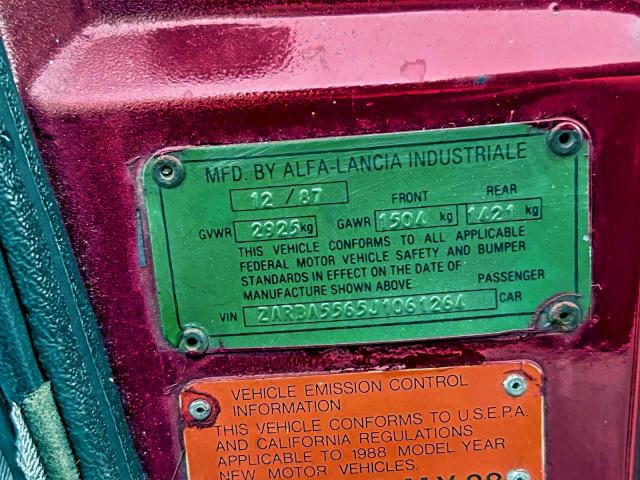 MFD. BY ALFA-LANCIA INDUSTRIALE
12 / 87 FRONT REAR
GVWR 2925 kg GAWR 1504 kg 1421 kg
THIS VEHICLE CONFORMS TO ALL APPLICABLE
FEDERAL MOTOR VEHICLE SAFETY AND BUMPER
STANDARDS IN EFFECT ON THE DATE OF
MANUFACTURE SHOWN ABOVE. PASSENGER
VIN ZARBA5565J1061264 CAR
VEHICLE EMISSION CONTROL
INFORMATION
THIS VEHICLE CONFORMS TO U.S.E.P.A.
AND CALIFORNIA REGULATIONS
APPLICABLE TO 1988 MODEL YEAR
NEW MOTOR VEHICLES.